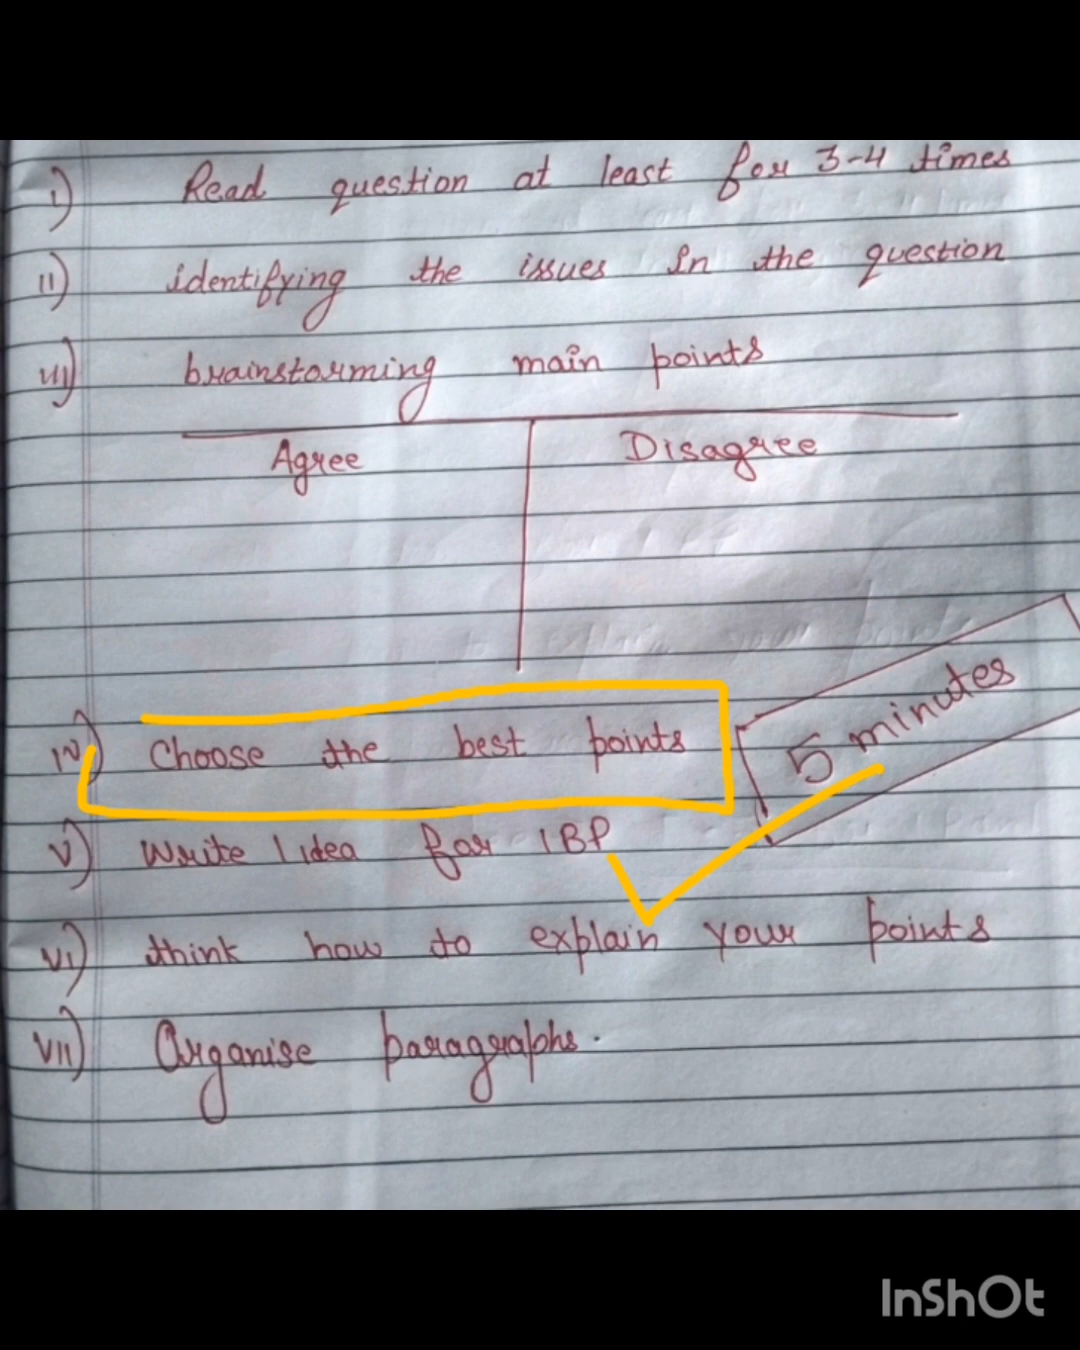 i) Read question at least for 3-4 times
ii) identifying the issues in the question
iii) brainstorming main points
Agree Disagree
iv) Choose the best points
5 minutes
v) Write 1 idea for 1BP
vi) think how to explain your points
vii) Organise paragraphs.
InShOt